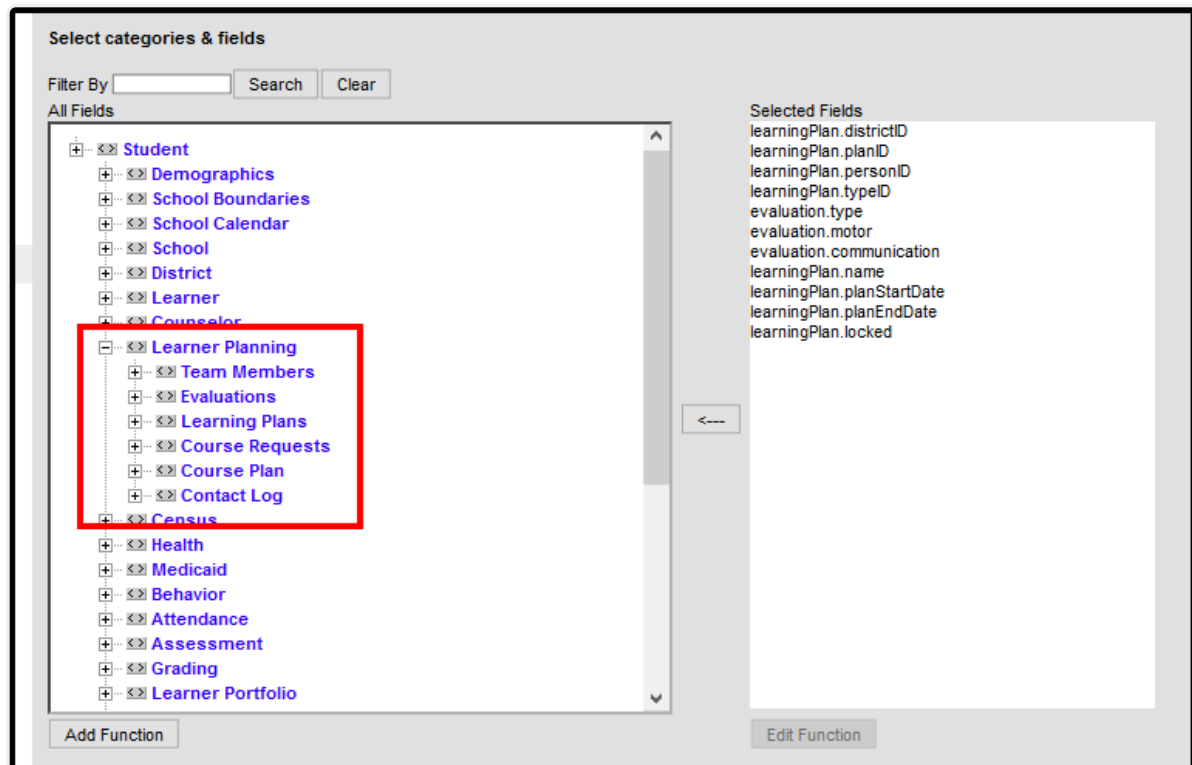 Select categories & fields
Filter By
Search
Clear
All Fields
Student
Demographics
School Boundaries
School Calendar
School
District
Learner
Counselor
Learner Planning
Team Members
Evaluations
Learning Plans
Course Requests
Course Plan
Contact Log
Census
Health
Medicaid
Behavior
Attendance
Assessment
Grading
Learner Portfolio
Add Function
<---
Selected Fields
learningPlan.districtID
learningPlan.planID
learningPlan.personID
learningPlan.typeID
evaluation.type
evaluation.motor
evaluation.communication
learningPlan.name
learningPlan.planStartDate
learningPlan.planEndDate
learningPlan.locked
Edit Function